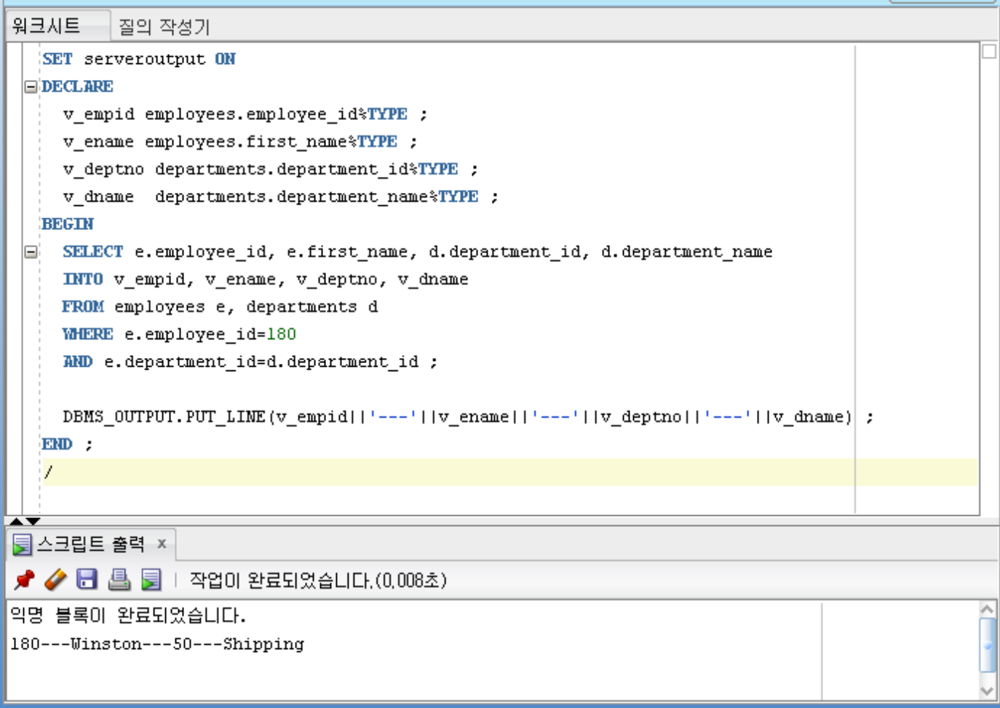 워크시트
질의 작성기
SET serveroutput ON
DECLARE
v_empid employees.employee_id%TYPE ;
v_ename employees.first_name%TYPE ;
v_deptno departments.department_id%TYPE ;
v_dname  departments.department_name%TYPE ;
BEGIN
SELECT e.employee_id, e.first_name, d.department_id, d.department_name
INTO v_empid, v_ename, v_deptno, v_dname
FROM employees e, departments d
WHERE e.employee_id=180
AND e.department_id=d.department_id ;
DBMS_OUTPUT.PUT_LINE(v_empid||'---'||v_ename||'---'||v_deptno||'---'||v_dname) ;
END ;
/
스크립트 출력 x
작업이 완료되었습니다.(0.008초)
익명 블록이 완료되었습니다.
180---Winston---50---Shipping